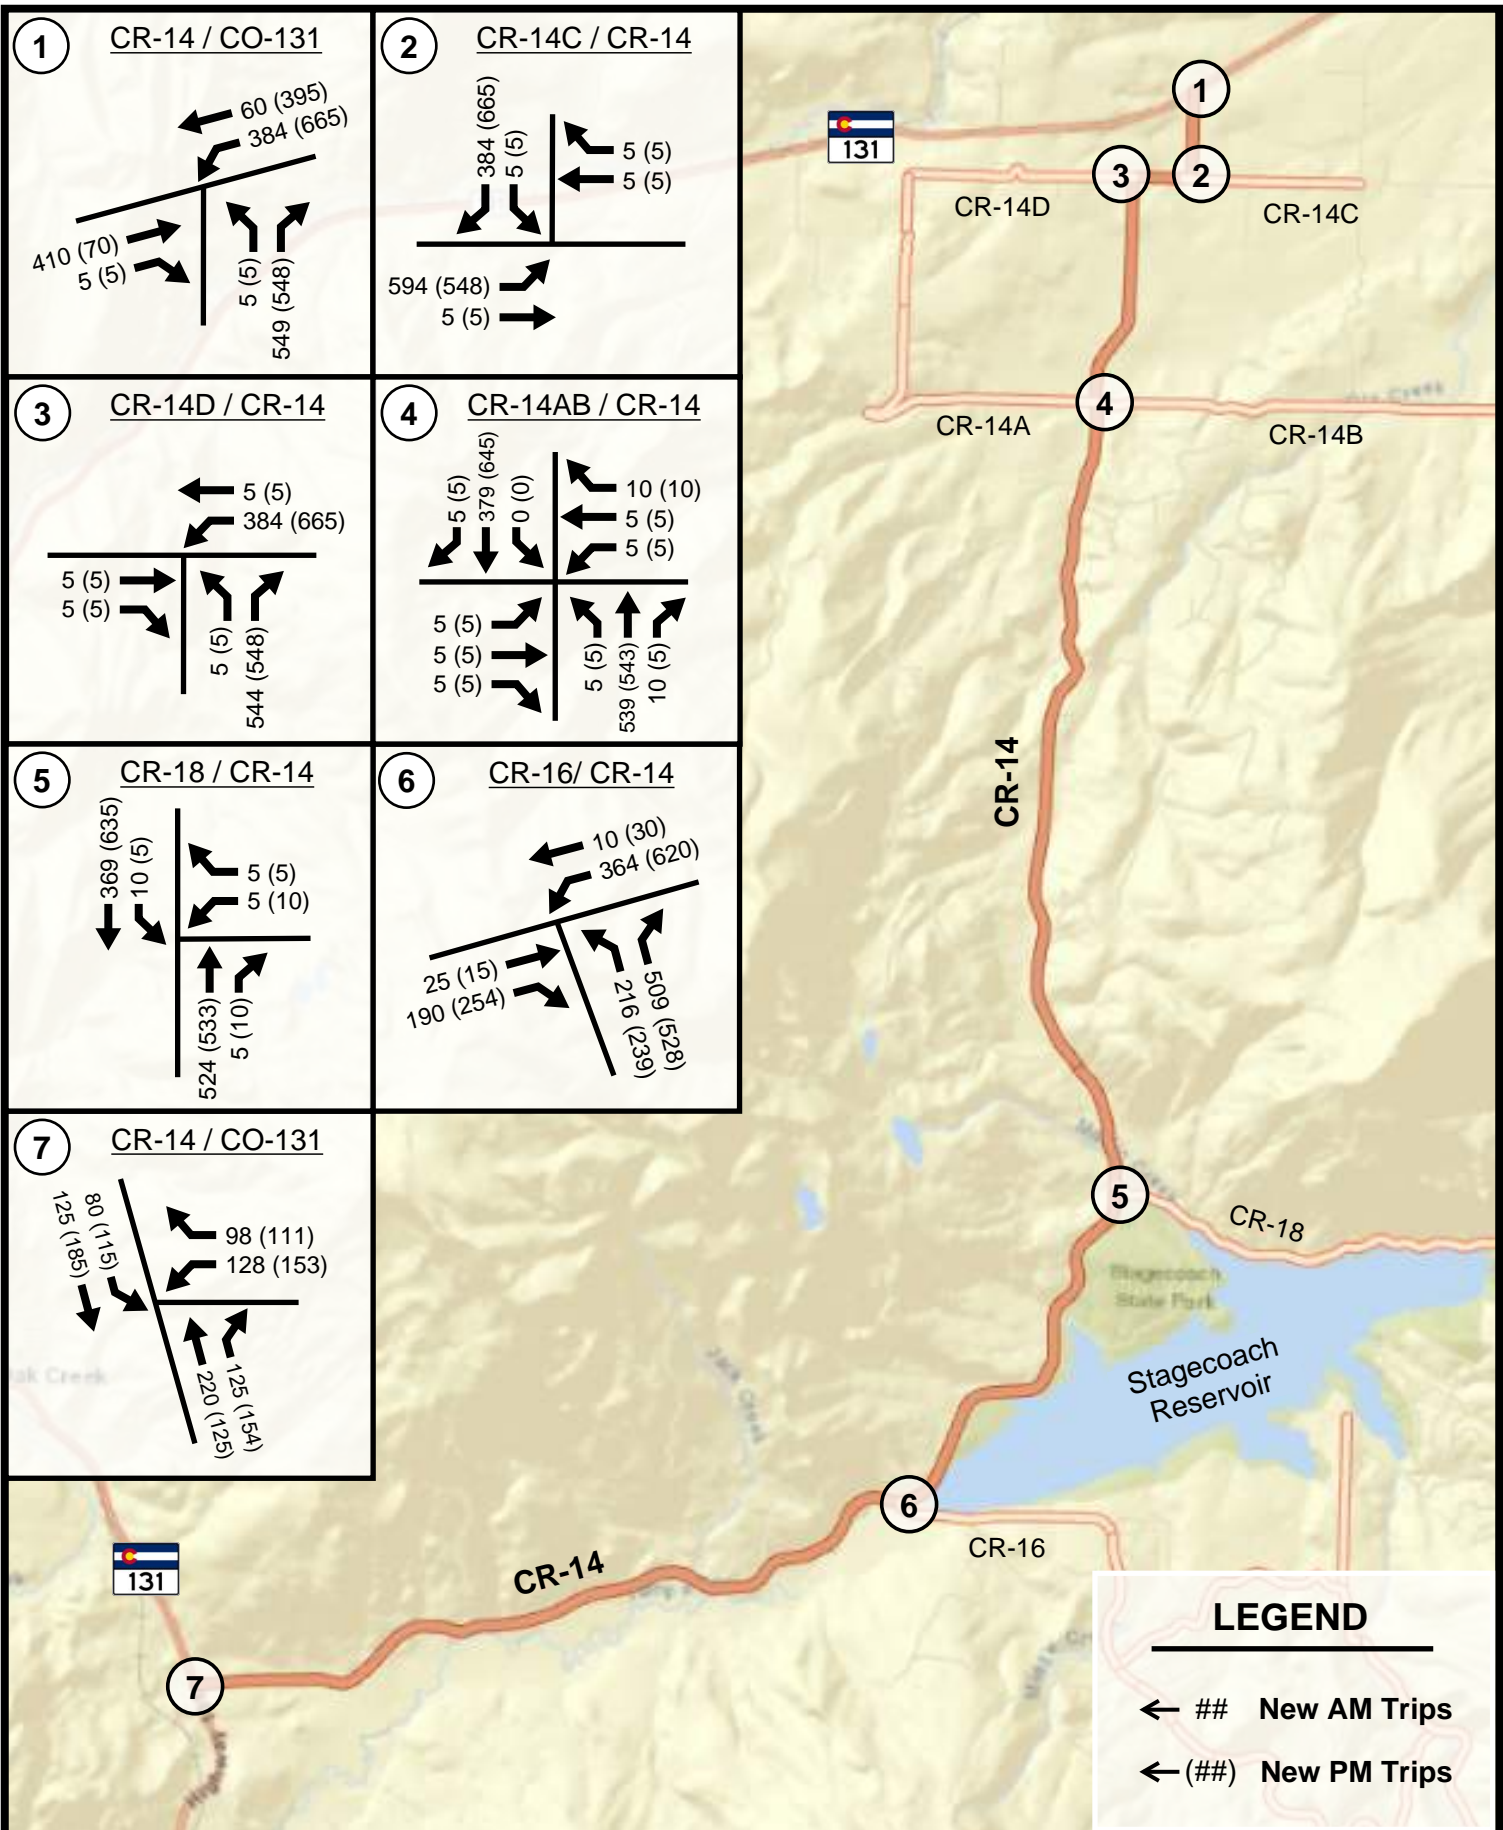 1
CR-14 / CO-131
60 (395)
384 (665)
410 (70)
5 (5)
5 (5)
549 (548)
2
CR-14C / CR-14
384 (665)
5 (5)
5 (5)
5 (5)
594 (548)
5 (5)
3
CR-14D / CR-14
5 (5)
384 (665)
5 (5)
5 (5)
5 (5)
544 (548)
4
CR-14AB / CR-14
5 (5)
379 (645)
0 (0)
10 (10)
5 (5)
5 (5)
5 (5)
5 (5)
5 (5)
5 (5)
539 (543)
10 (5)
5
CR-18 / CR-14
369 (635)
10 (5)
5 (5)
5 (10)
524 (533)
5 (10)
6
CR-16/ CR-14
10 (30)
364 (620)
25 (15)
190 (254)
216 (239)
509 (528)
7
CR-14 / CO-131
125 (185)
80 (115)
98 (111)
128 (153)
220 (125)
125 (154)
1
131
3
2
CR-14D
CR-14C
4
CR-14A
CR-14B
CR-14
5
CR-18
Stagecoach
State Park
Stagecoach
Reservoir
Jack Creek
6
CR-16
CR-14
131
7
Highway
LEGEND
## New AM Trips
(##) New PM Trips